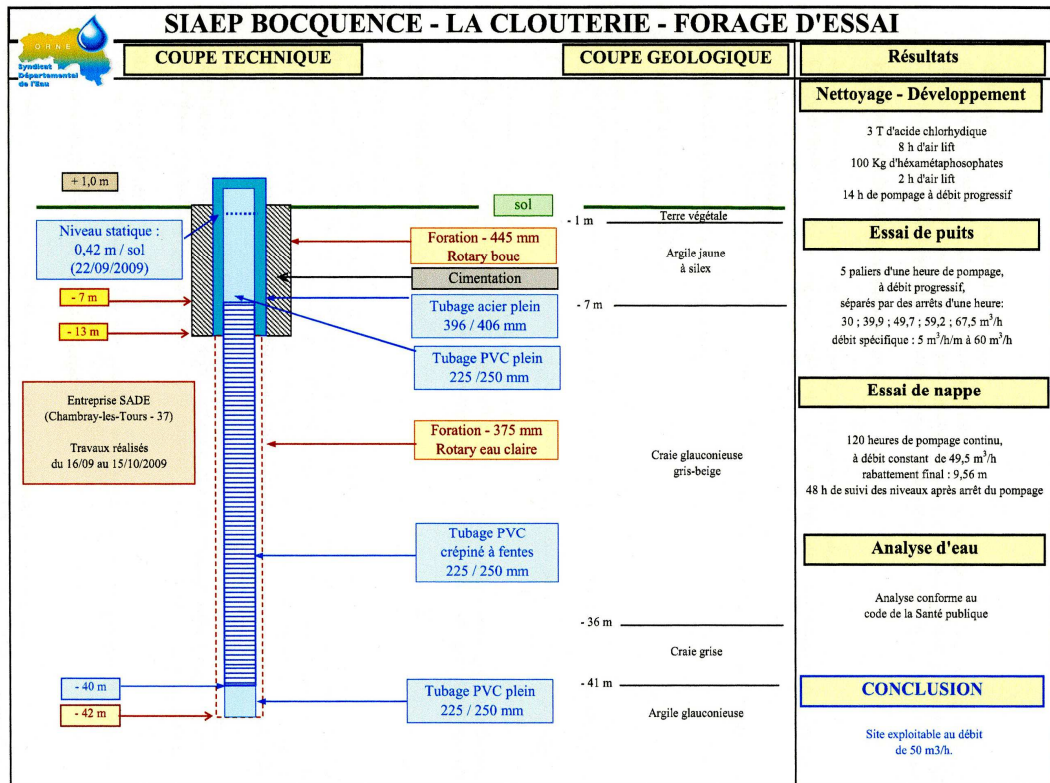 SIAEP BOCQUENCE - LA CLOUTERIE - FORAGE D'ESSAI
ORNE
Syndicat
Départemental
de l'Eau
COUPE TECHNIQUE
+ 1,0 m
Niveau statique :
0,42 m / sol
(22/09/2009)
- 7 m
- 13 m
Entreprise SADE
(Chambray-les-Tours - 37)
Travaux réalisés
du 16/09 au 15/10/2009
- 40 m
- 42 m
sol
Foration - 445 mm
Rotary boue
Cimentation
Tubage acier plein
396 / 406 mm
Tubage PVC plein
225 /250 mm
Foration - 375 mm
Rotary eau claire
Tubage PVC
crépiné à fentes
225 / 250 mm
Tubage PVC plein
225 / 250 mm
COUPE GEOLOGIQUE
- 1 m
Terre végétale
Argile jaune
à silex
- 7 m
Craie glauconieuse
gris-beige
- 36 m
Craie grise
- 41 m
Argile glauconieuse
Résultats
Nettoyage - Développement
3 T d'acide chlorhydique
8 h d'air lift
100 Kg d'héxamétaphosophates
2 h d'air lift
14 h de pompage à débit progressif
Essai de puits
5 paliers d'une heure de pompage,
à débit progressif,
séparés par des arrêts d'une heure:
30 ; 39,9 ; 49,7 ; 59,2 ; 67,5 m³/h
débit spécifique : 5 m³/h/m à 60 m³/h
Essai de nappe
120 heures de pompage continu,
à débit constant de 49,5 m³/h
rabattement final : 9,56 m
48 h de suivi des niveaux après arrêt du pompage
Analyse d'eau
Analyse conforme au
code de la Santé publique
CONCLUSION
Site exploitable au débit
de 50 m3/h.